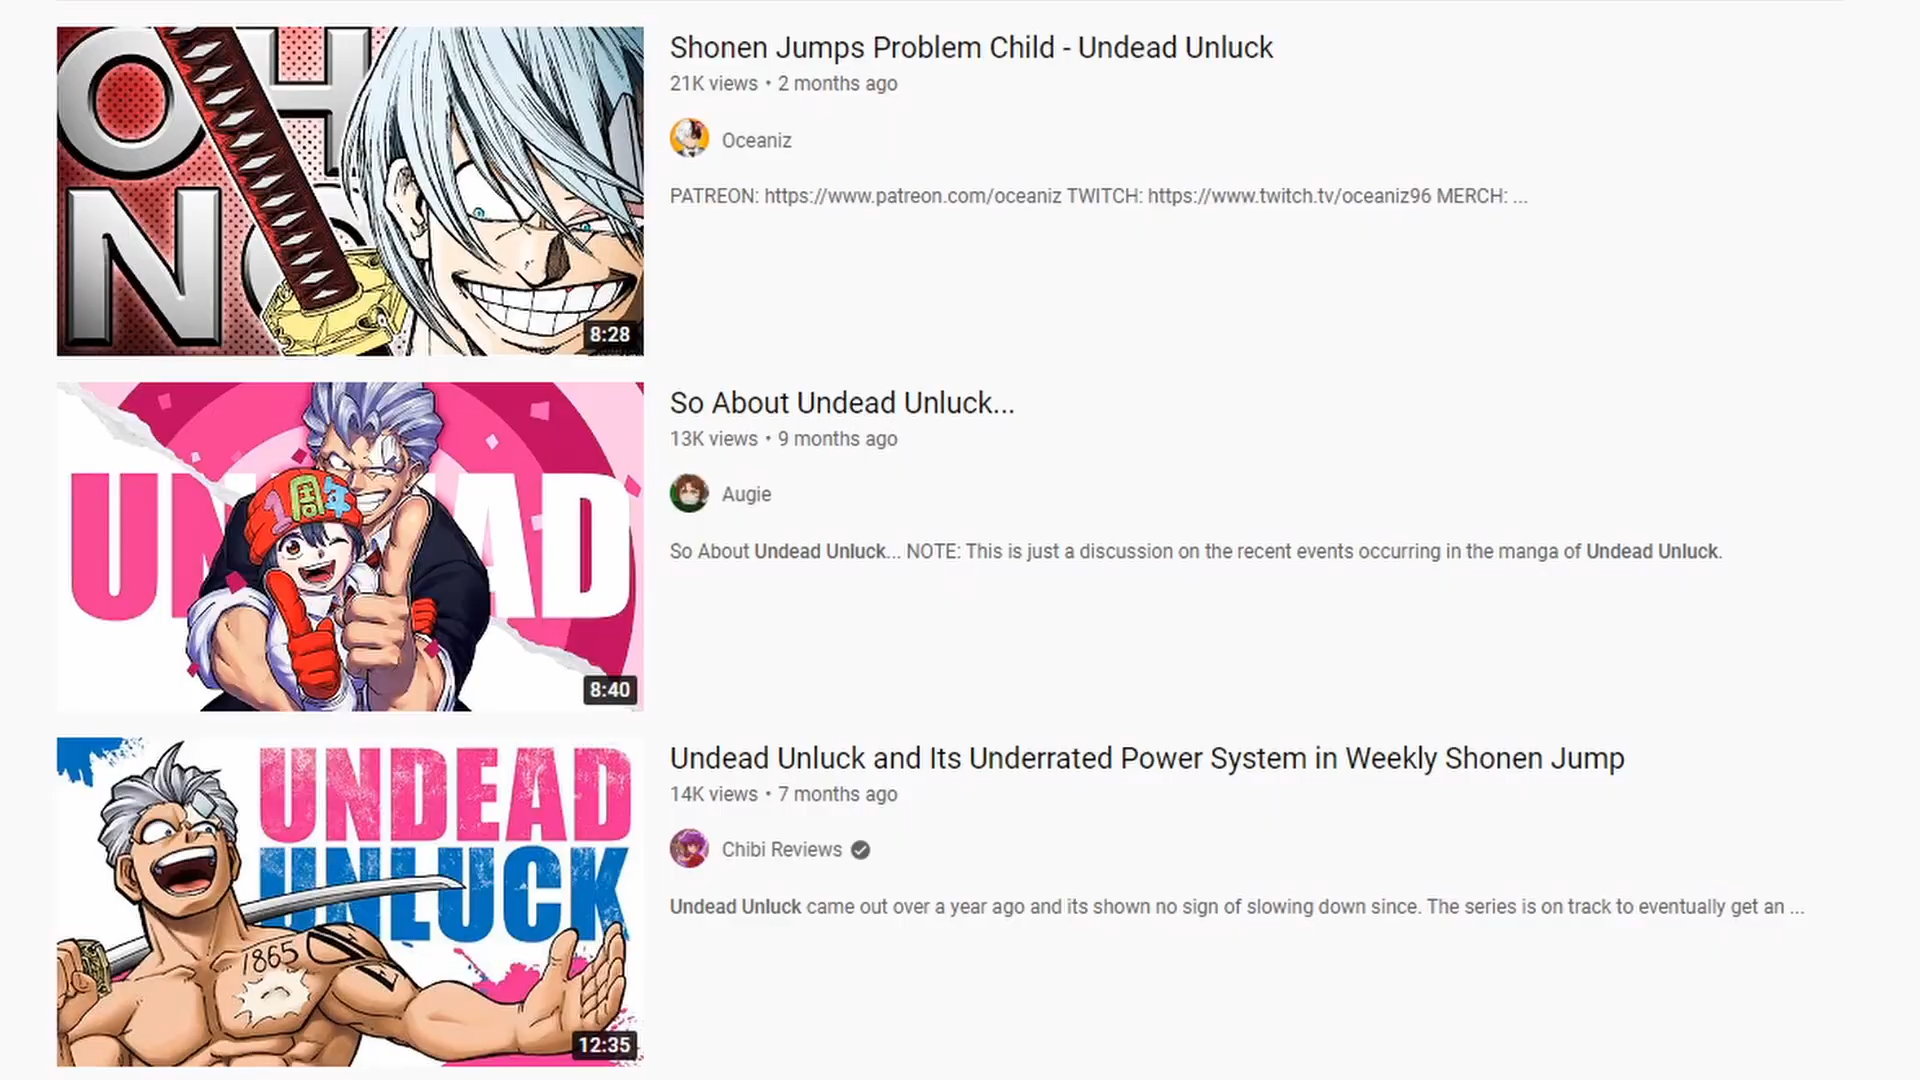 OH
NO
8:28
Shonen Jumps Problem Child - Undead Unluck
21K views • 2 months ago
Oceaniz
PATREON: https://www.patreon.com/oceaniz TWITCH: https://www.twitch.tv/oceaniz96 MERCH: ...
UNDEAD
1周年
8:40
So About Undead Unluck...
13K views • 9 months ago
Augie
So About Undead Unluck... NOTE: This is just a discussion on the recent events occurring in the manga of Undead Unluck.
UNDEAD
UNLUCK
1865
12:35
Undead Unluck and Its Underrated Power System in Weekly Shonen Jump
14K views • 7 months ago
Chibi Reviews
Undead Unluck came out over a year ago and its shown no sign of slowing down since. The series is on track to eventually get an ...